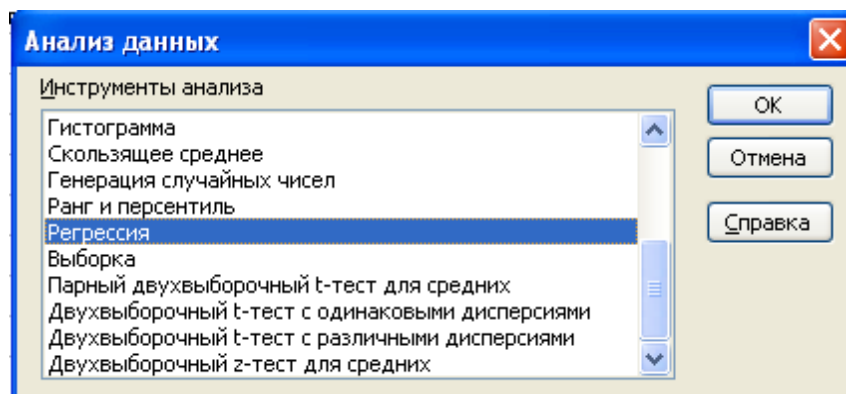 Анализ данных
Инструменты анализа
Гистограмма
Скользящее среднее
Генерация случайных чисел
Ранг и персентиль
Регрессия
Выборка
Парный двухвыборочный t-тест для средних
Двухвыборочный t-тест с одинаковыми дисперсиями
Двухвыборочный t-тест с различными дисперсиями
Двухвыборочный z-тест для средних
ОК
Отмена
Справка